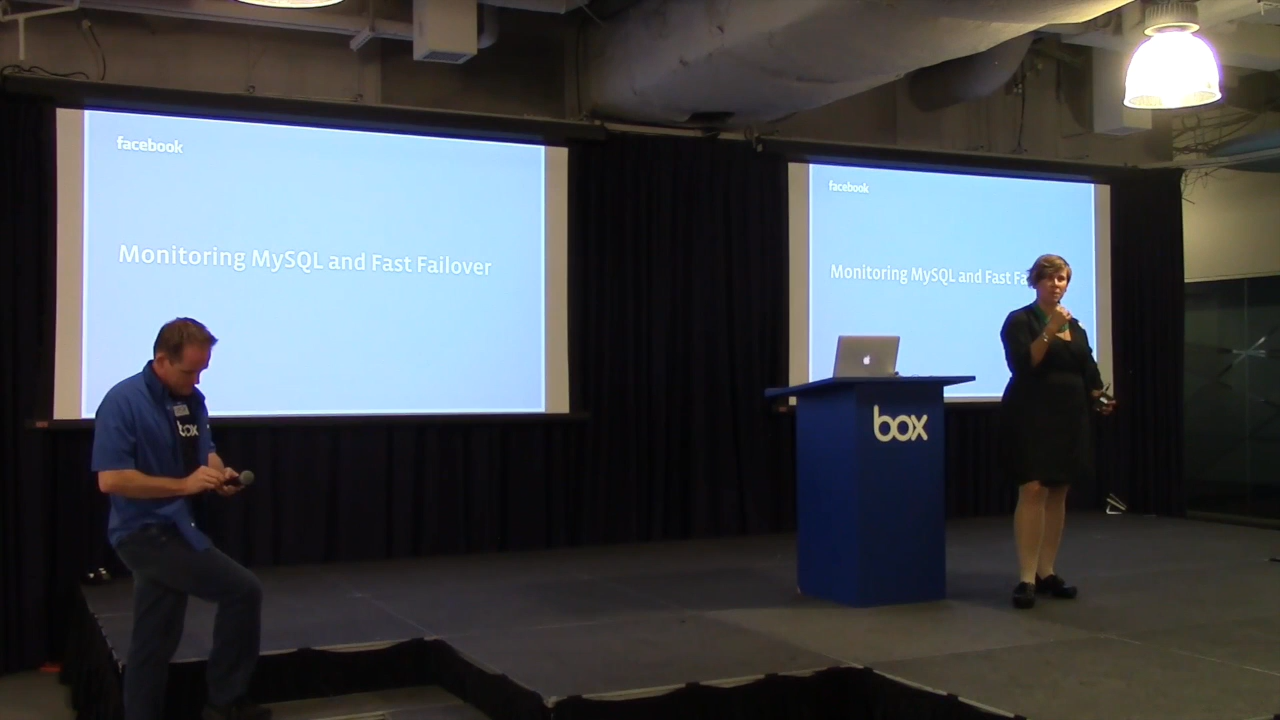 facebook
Monitoring MySQL and Fast Failover
facebook
Monitoring MySQL and Fast Fa
box
box